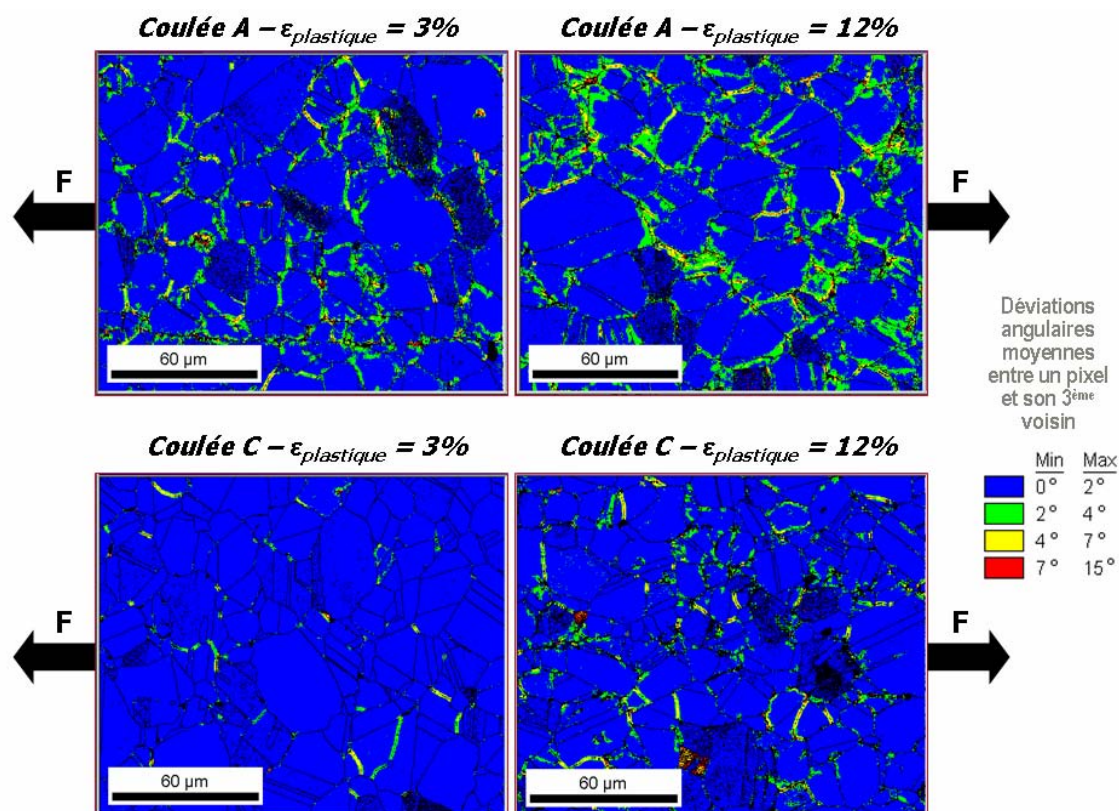 Coulée A – εplastique = 3%
Coulée A – εplastique = 12%
F
F
60 µm
60 µm
Déviations
angulaires
moyennes
entre un pixel
et son 3ème
voisin
Coulée C – εplastique = 3%
Coulée C – εplastique = 12%
Min Max
0° 2°
2° 4°
4° 7°
7° 15°
F
F
60 µm
60 µm